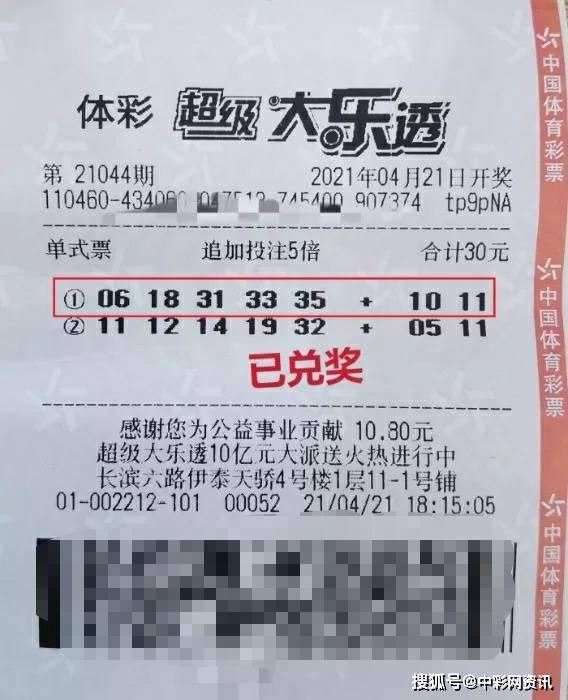 体彩 超级大乐透
第 21044期 2021年04月21日开奖
907374 tp9pNA
单式票 追加投注5倍 合计30元
① 06 18 31 33 35 + 10 11
② 11 12 14 19 32 + 05 11
已兑奖
感谢您为公益事业贡献 10.80元
超级大乐透10亿元大派送火热进行中
长滨六路伊泰天骄4号楼1层11-1号铺
01-002212-101 00052 21/04/21 18:15:05
中国体育彩票
中国体育彩票
中国体育彩票
搜狐号@中彩网资讯